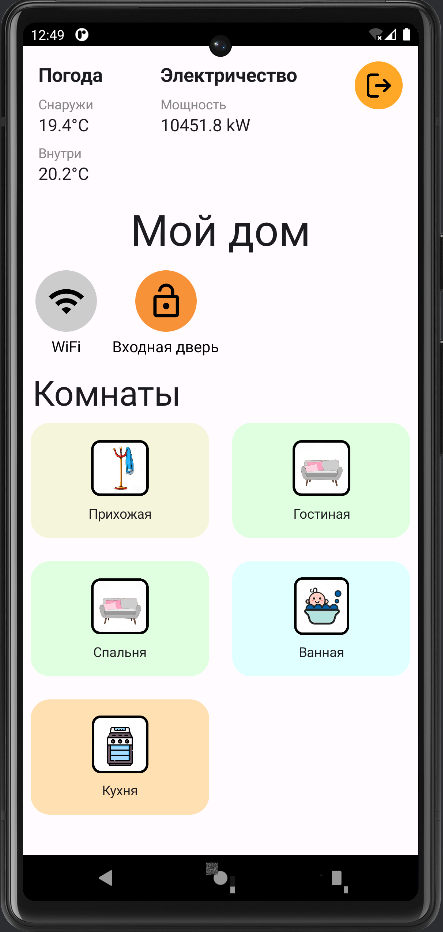 12:49
Погода
Электричество
Снаружи
Мощность
19.4°C
10451.8 kW
Внутри
20.2°C
Мой дом
WiFi
Входная дверь
Комнаты
Прихожая
Гостиная
Спальня
Ванная
Кухня